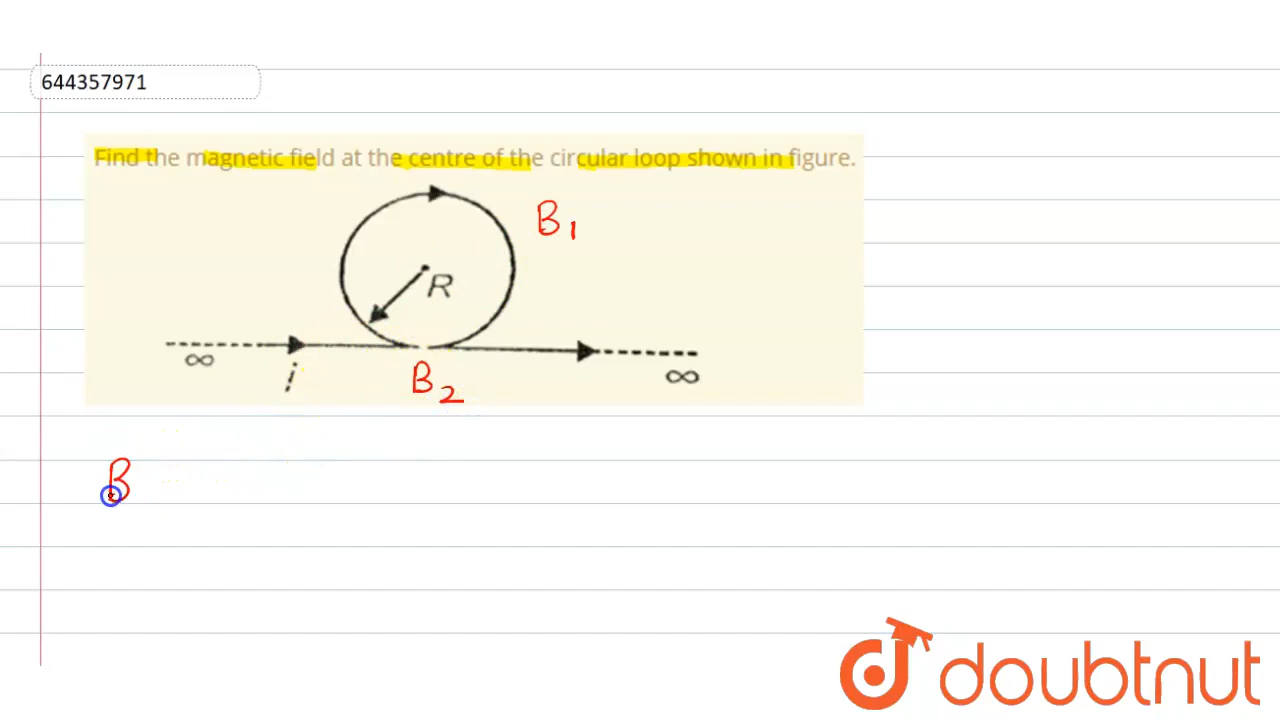 644357971
Find the magnetic field at the centre of the circular loop shown in figure.
B1
R
∞
i
B2
∞
B
doubtnut